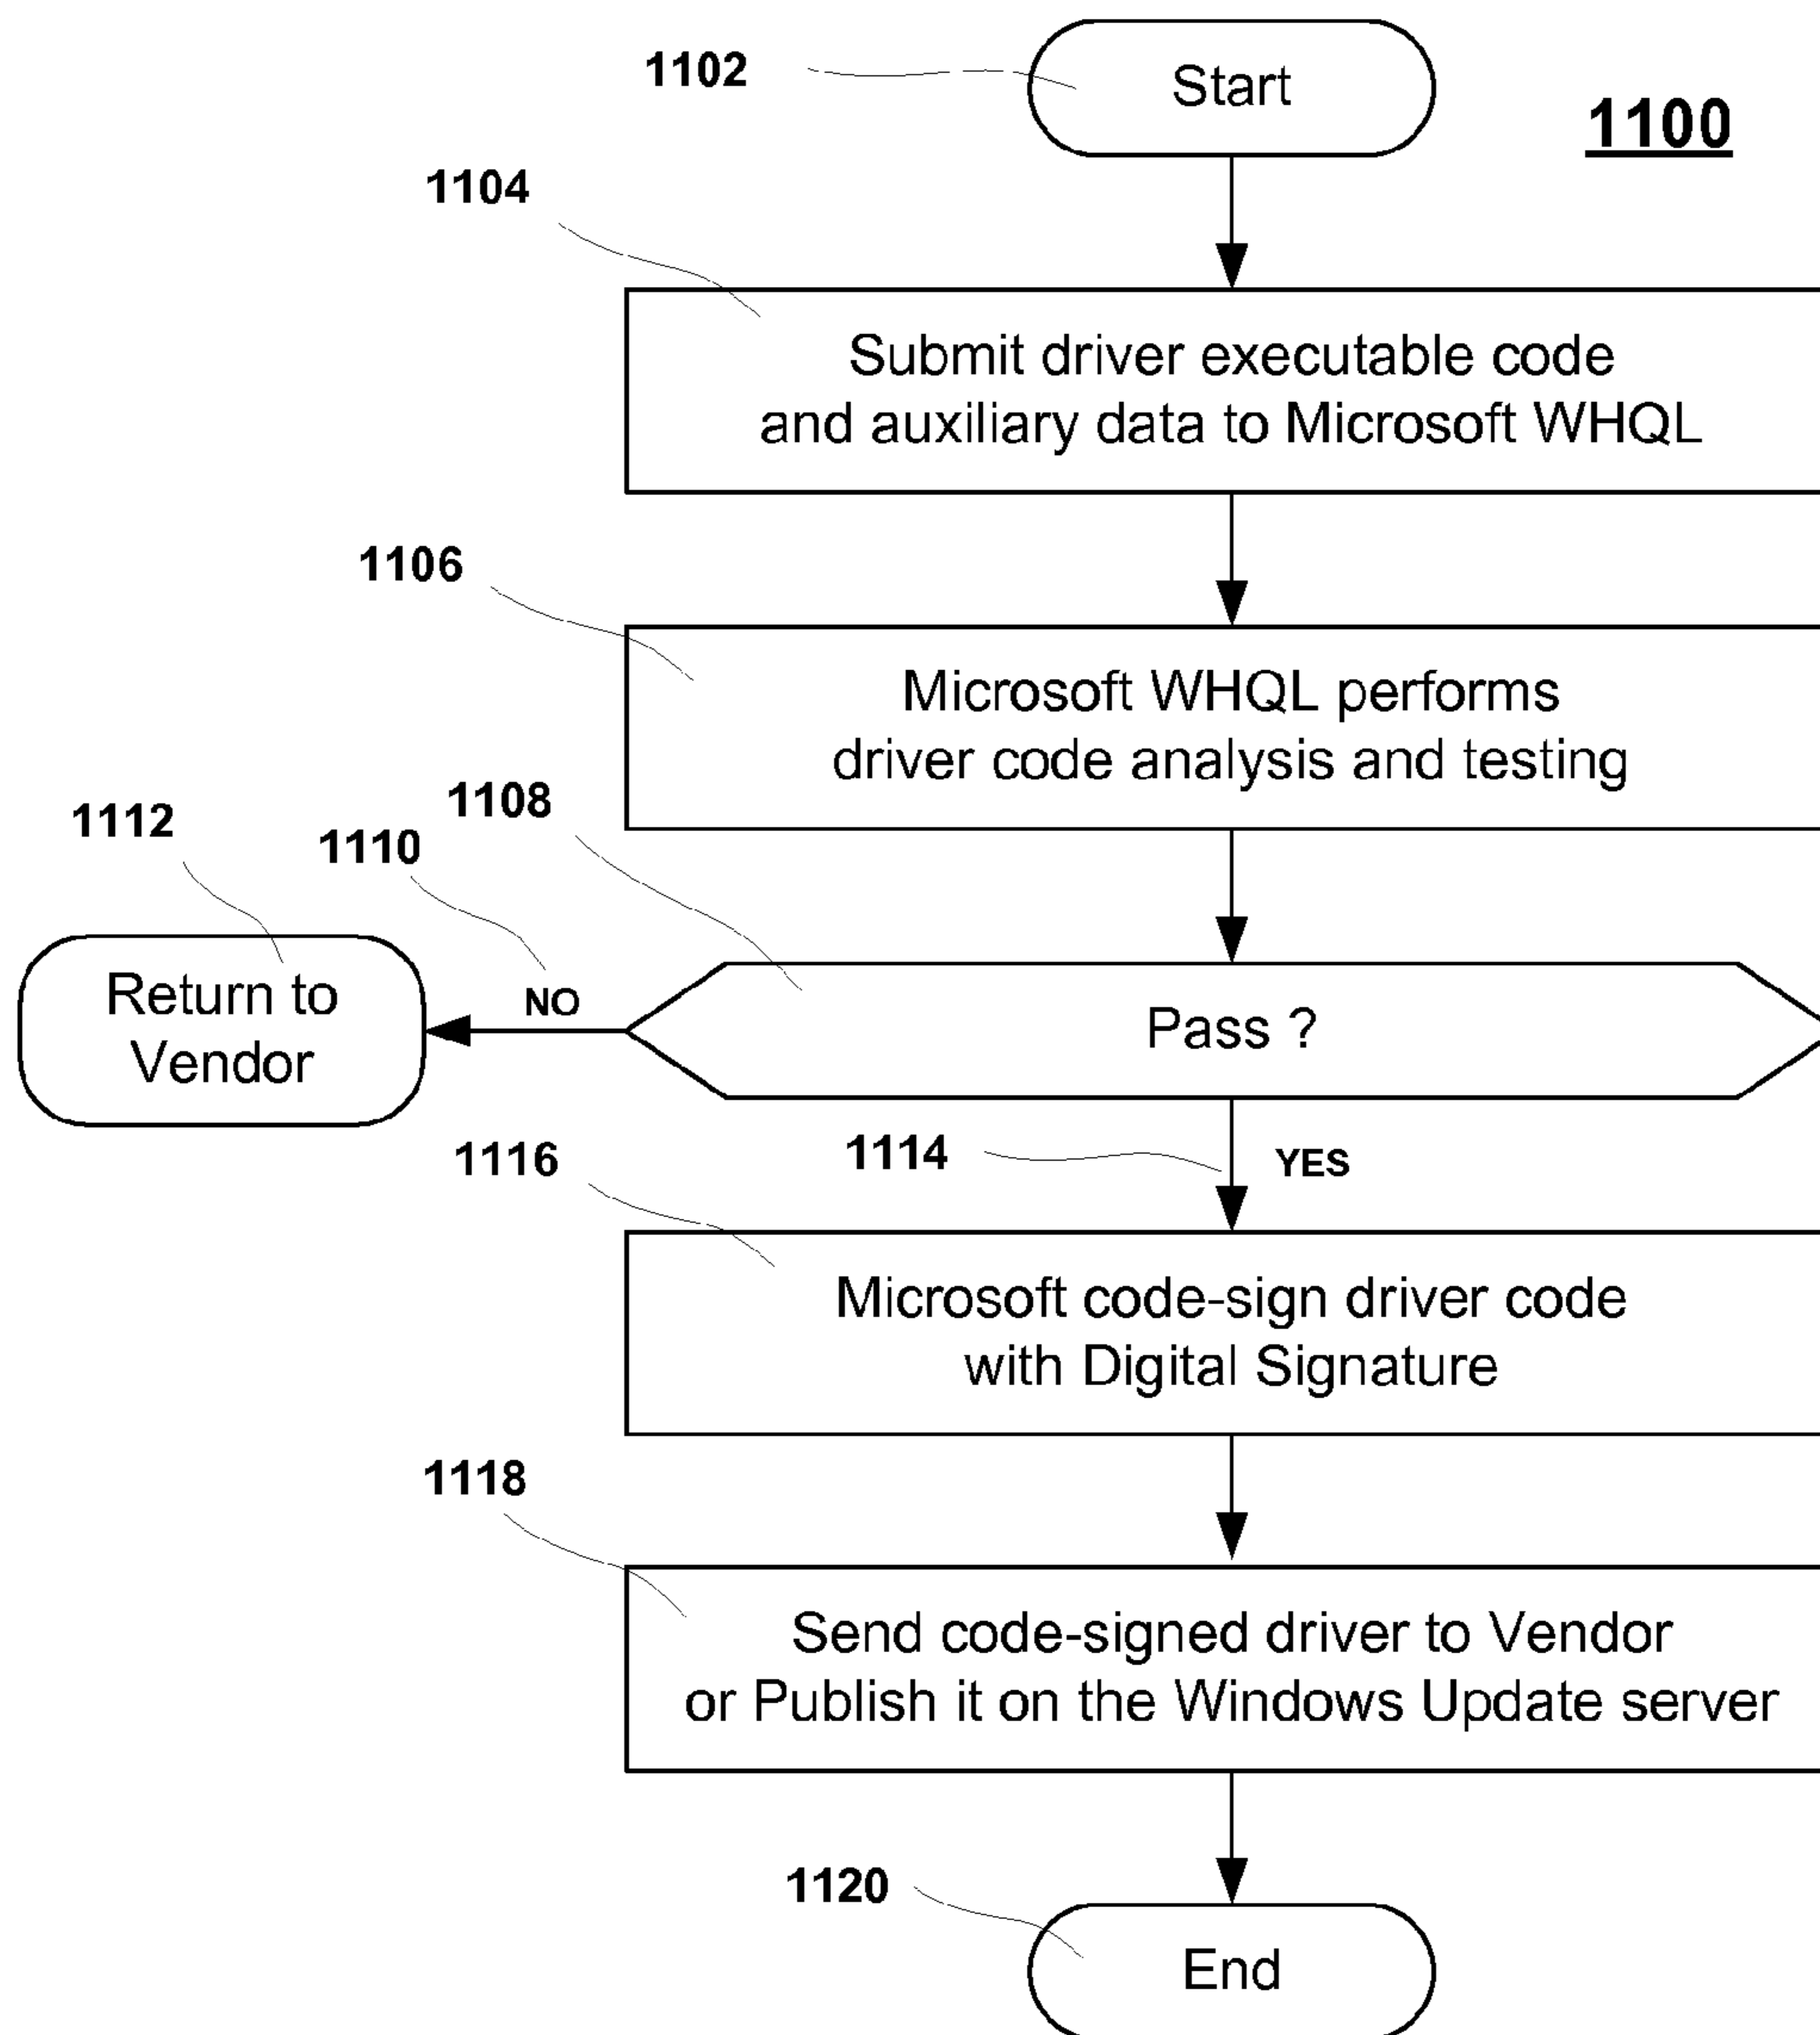 1102
Start
1100
1104
Submit driver executable code
and auxiliary data to Microsoft WHQL
1106
Microsoft WHQL performs
driver code analysis and testing
1108
1112
1110
Return to
Vendor
NO
Pass ?
1116
1114
YES
Microsoft code-sign driver code
with Digital Signature
1118
Send code-signed driver to Vendor
or Publish it on the Windows Update server
1120
End